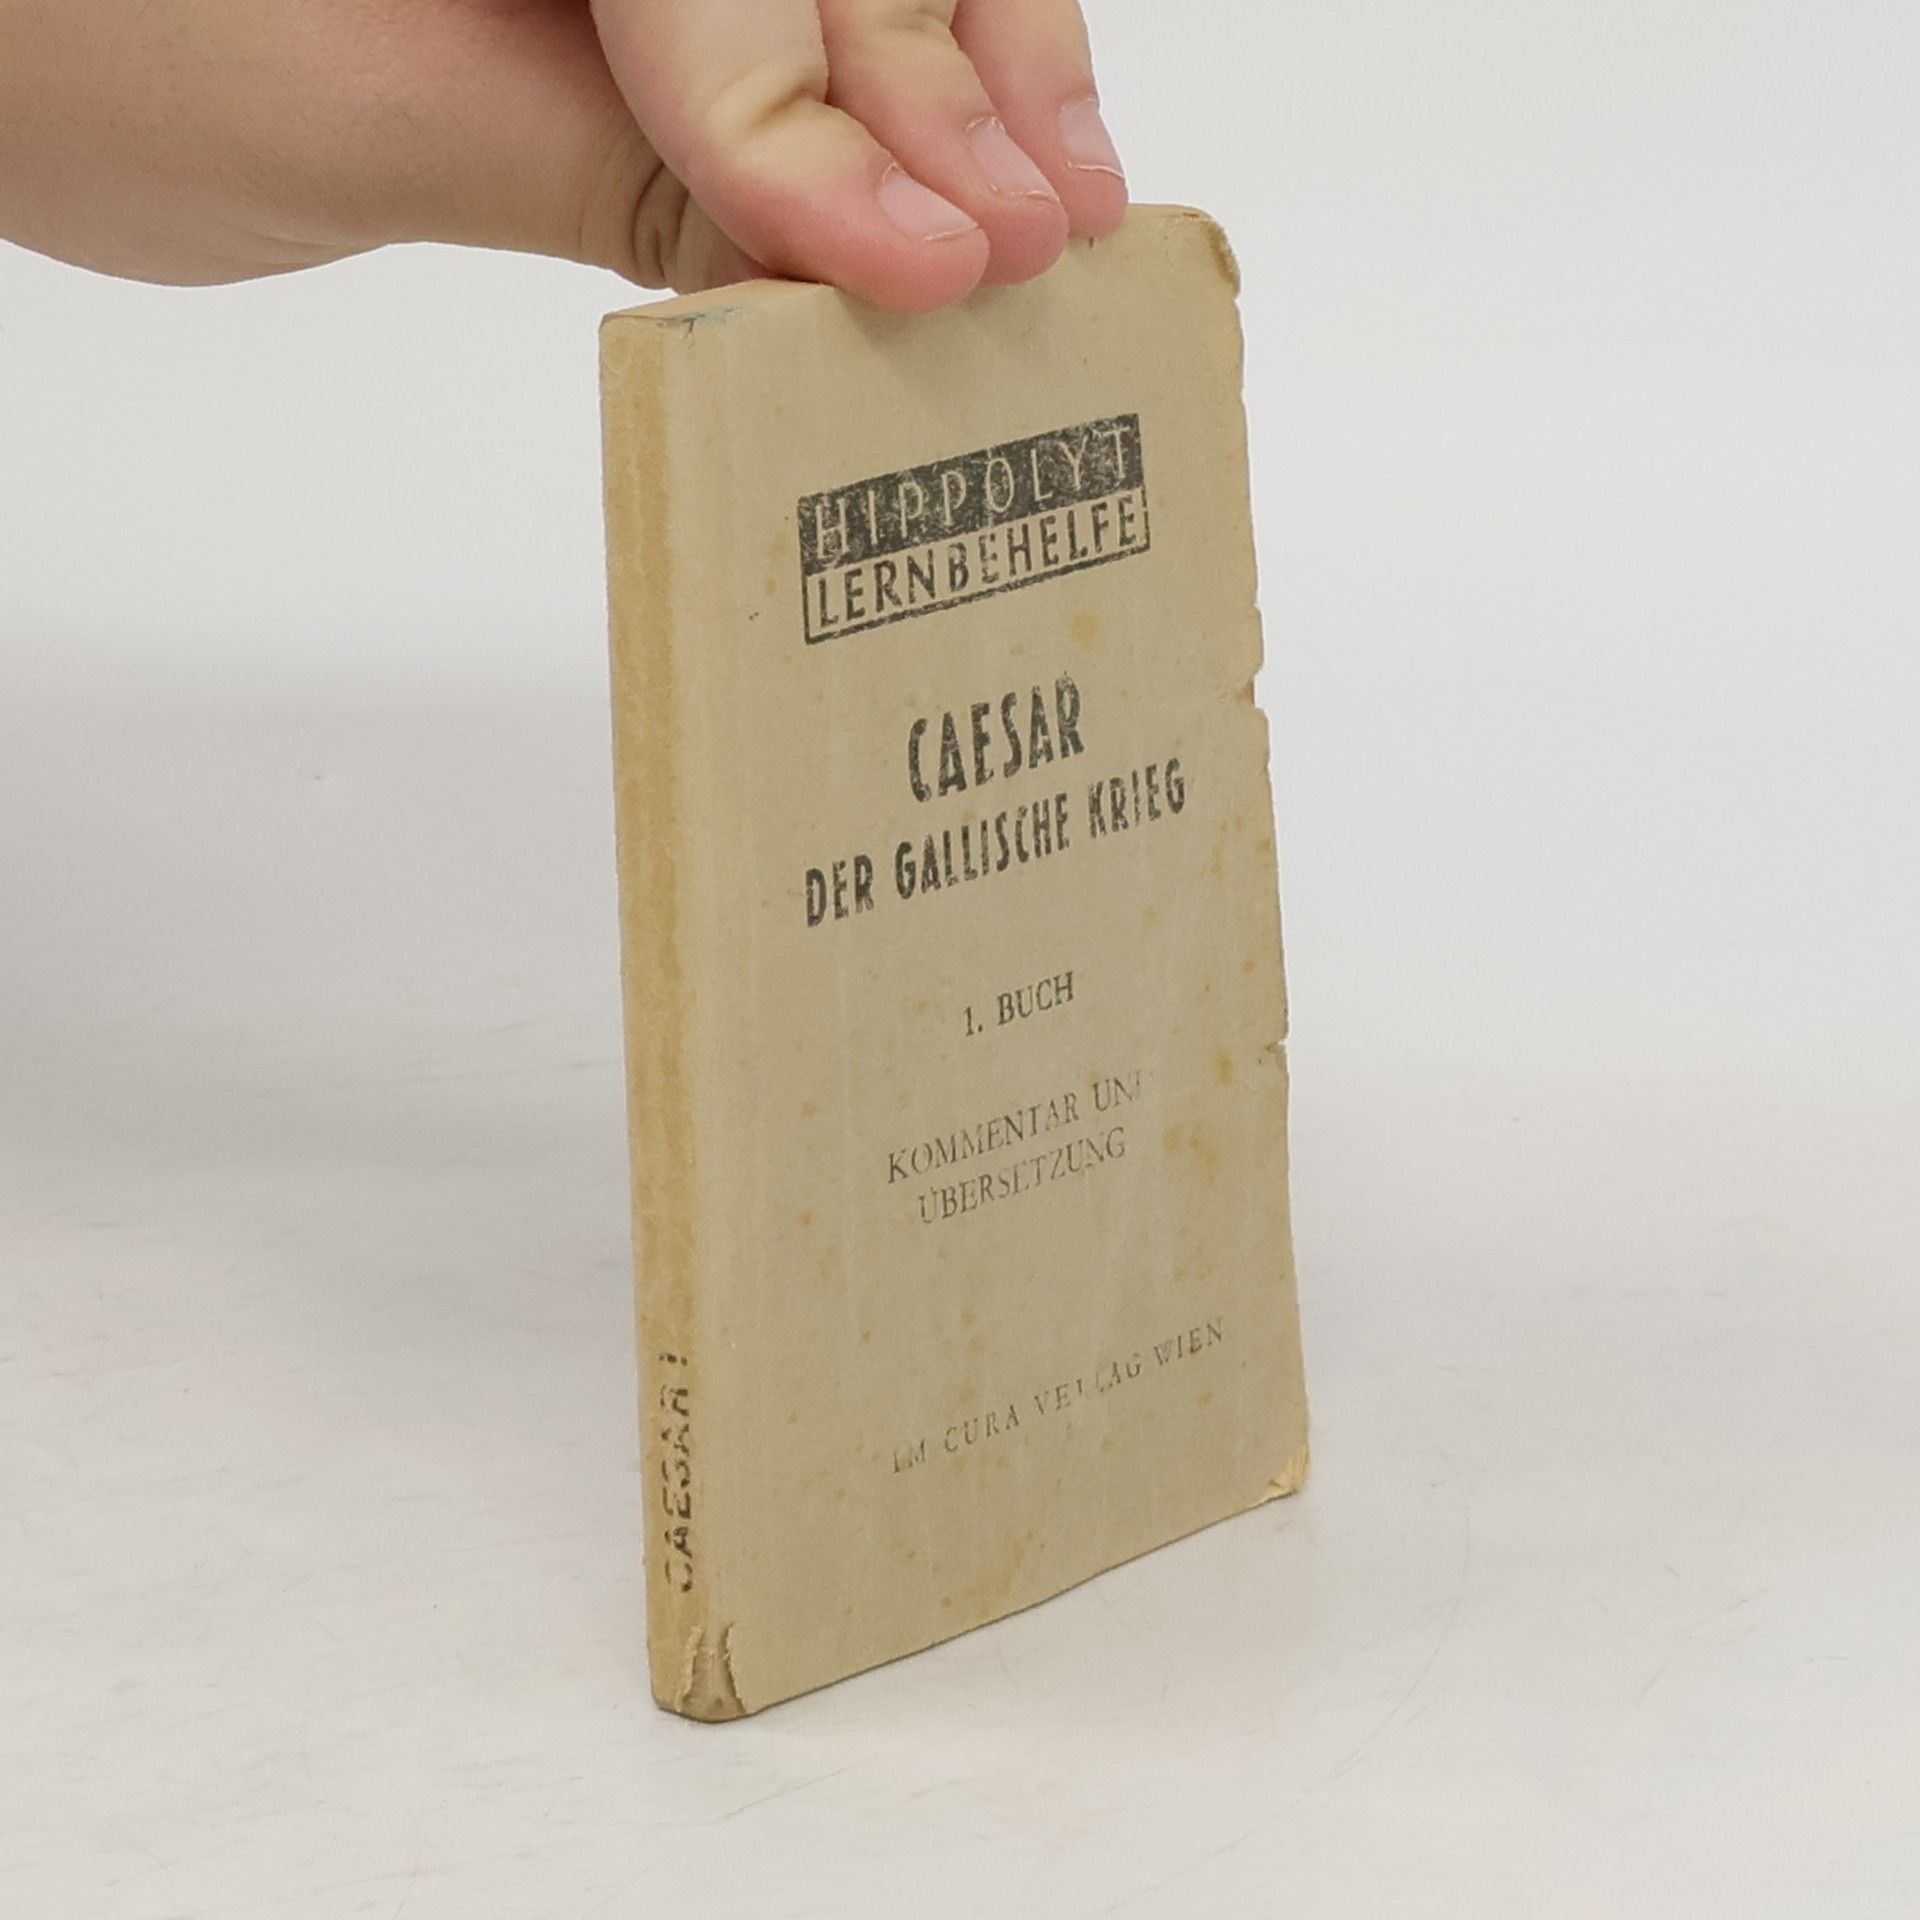 HIPPOLYT
LERNBEHELFE
CAESAR
DER GALLISCHE KRIEG
1. BUCH
KOMMENTAR UND
ÜBERSETZUNG
IM CURA VERLAG WIEN
CAESAR I